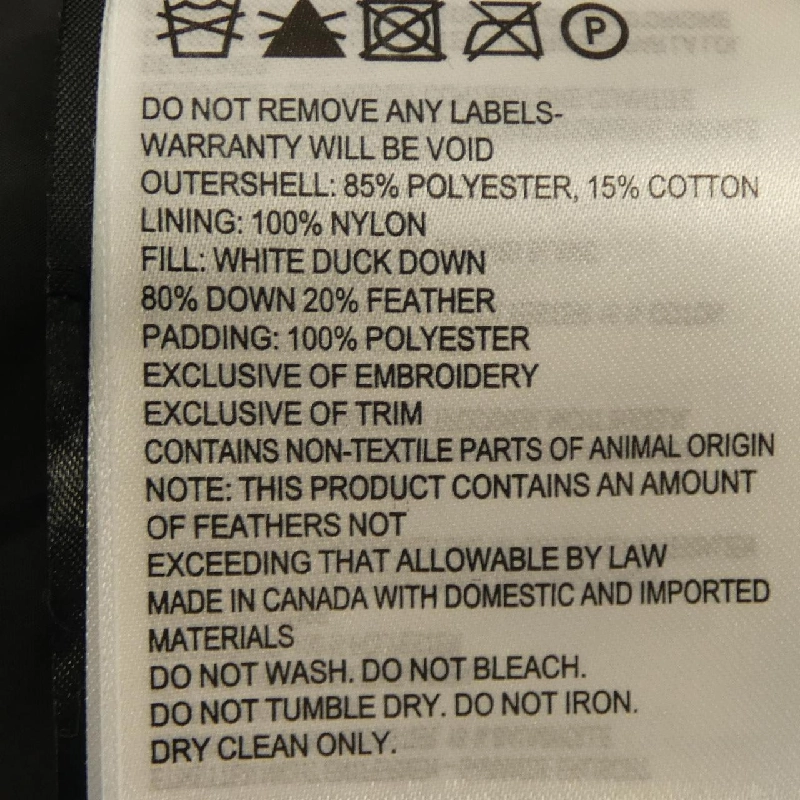 P
DO NOT REMOVE ANY LABELS-
WARRANTY WILL BE VOID
OUTERSHELL: 85% POLYESTER, 15% COTTON
LINING: 100% NYLON
FILL: WHITE DUCK DOWN
80% DOWN 20% FEATHER
PADDING: 100% POLYESTER
EXCLUSIVE OF EMBROIDERY
EXCLUSIVE OF TRIM
CONTAINS NON-TEXTILE PARTS OF ANIMAL ORIGIN
NOTE: THIS PRODUCT CONTAINS AN AMOUNT
OF FEATHERS NOT
EXCEEDING THAT ALLOWABLE BY LAW
MADE IN CANADA WITH DOMESTIC AND IMPORTED
MATERIALS
DO NOT WASH. DO NOT BLEACH.
DO NOT TUMBLE DRY. DO NOT IRON.
DRY CLEAN ONLY.